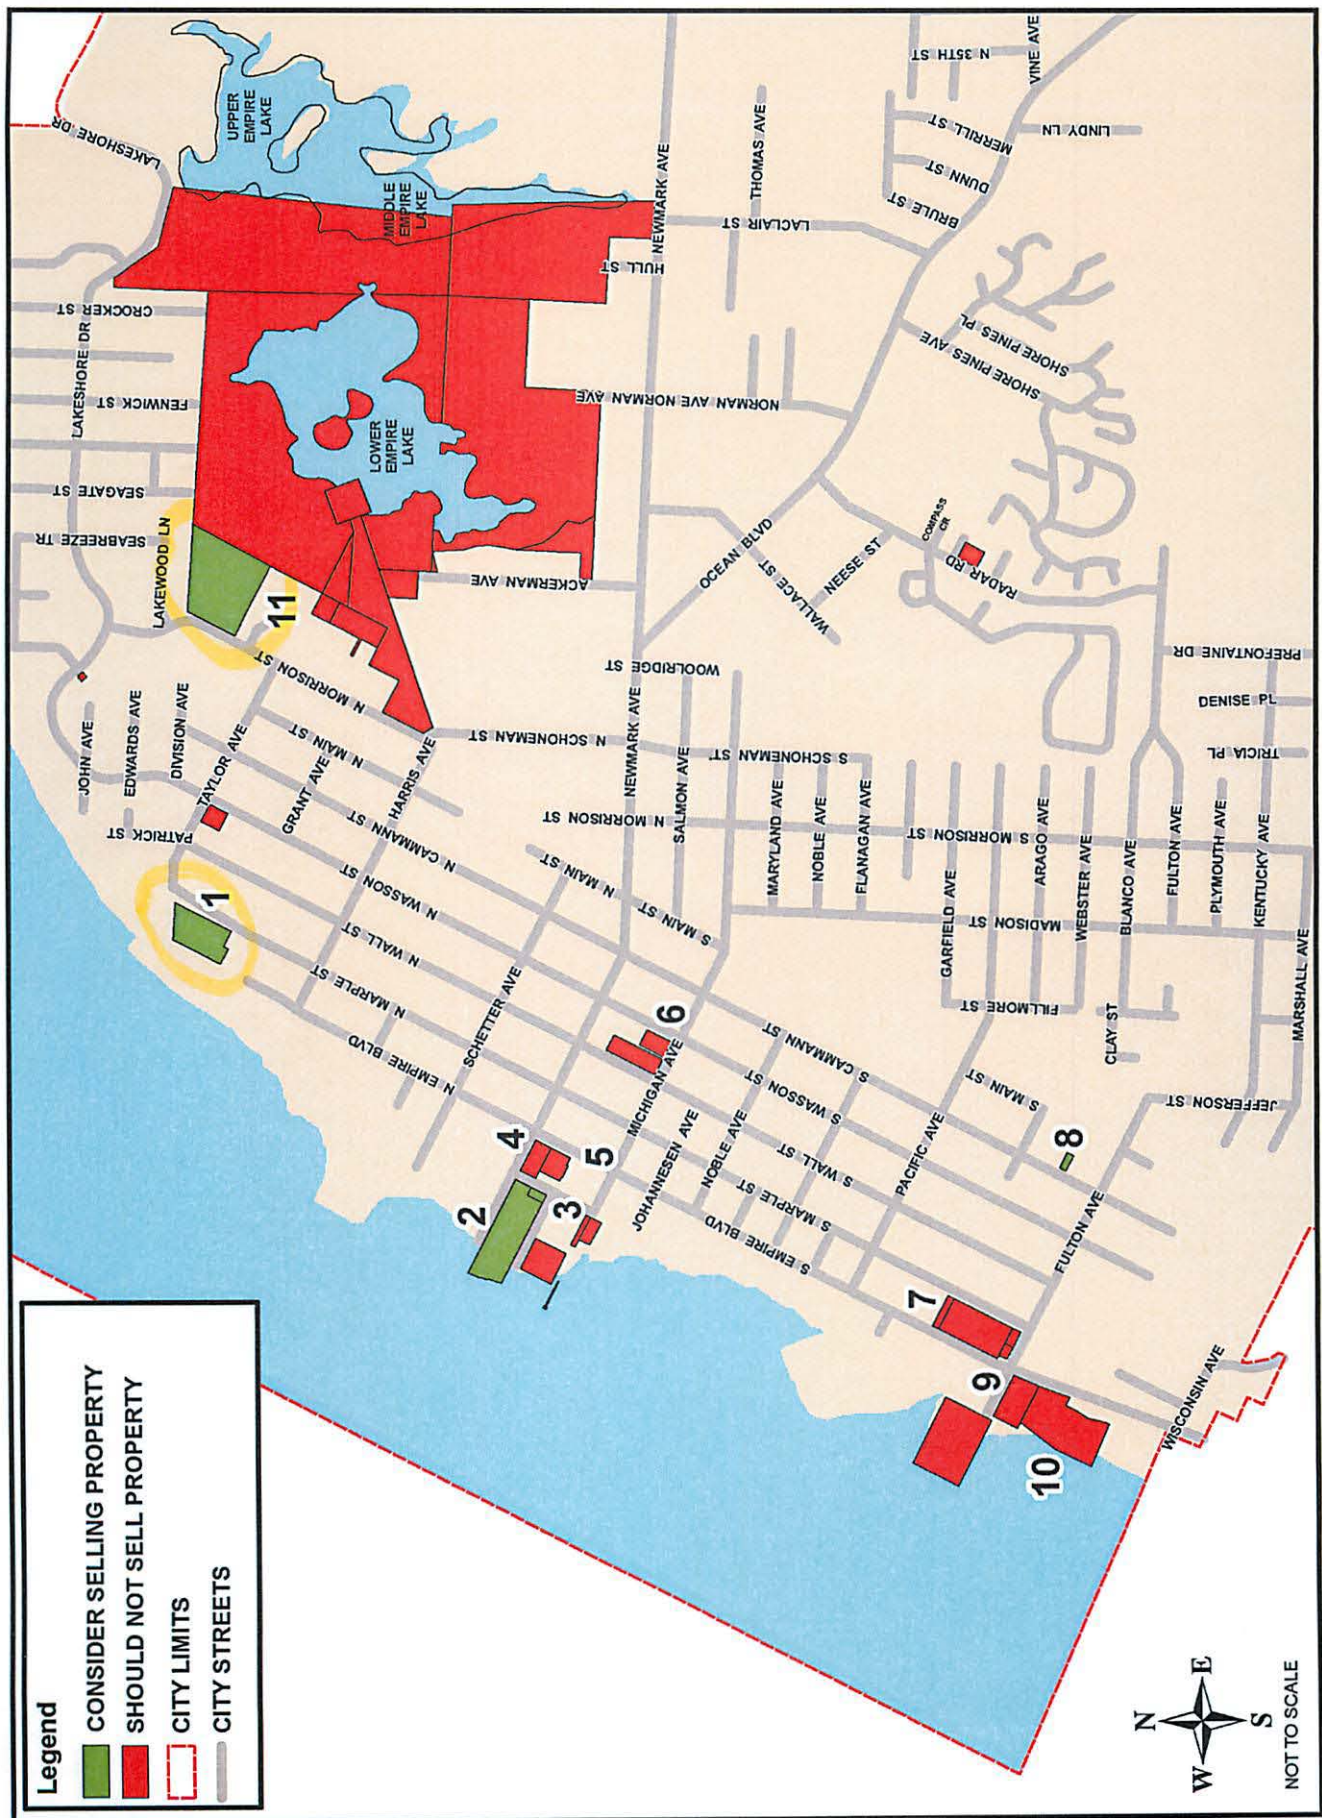 Legend
CONSIDER SELLING PROPERTY
SHOULD NOT SELL PROPERTY
CITY LIMITS
CITY STREETS
N
W
E
S
NOT TO SCALE
UPPER
EMPIRE
LAKE
MIDDLE
EMPIRE
LAKE
LOWER
EMPIRE
LAKE
LAKESHORE DR
LAKESHORE DR
CROCKER ST
FENWICK ST
SEAGATE ST
SEABREEZE TR
LAKEWOOD LN
11
JOHN AVE
EDWARDS AVE
DIVISION AVE
TAYLOR AVE
PATRICK ST
GRANT AVE
HARRIS AVE
N MORRISON ST
N MAIN ST
N CAMMANN ST
N WASSON ST
N WALL ST
N MARPLE ST
N EMPIRE BLVD
SCHETTER AVE
1
2
3
4
5
6
7
8
9
10
MICHIGAN AVE
JOHANNESEN AVE
NOBLE AVE
PACIFIC AVE
FULTON AVE
WISCONSIN AVE
S EMPIRE BLVD
S MARPLE ST
S WALL ST
S WASSON ST
S CAMMANN ST
S MAIN ST
N MAIN ST
S MAIN ST
N SCHONEMAN ST
S SCHONEMAN ST
N MORRISON ST
S MORRISON ST
NEWMARK AVE
NEWMARK AVE
SALMON AVE
WOOLRIDGE ST
ACKERMAN AVE
HULL ST
NORMAN AVE
NORMAN AVE
THOMAS AVE
LACLAIR ST
OCEAN BLVD
WALLACE ST
NEESE ST
COMPASS
CR
RADAR RD
SHORE PINES AVE
SHORE PINES PL
SHORE PINES
BRULE ST
DUNN ST
MERRILL ST
LINDY LN
N 35TH ST
VINE AVE
MARYLAND AVE
NOBLE AVE
FLANAGAN AVE
GARFIELD AVE
ARAGO AVE
WEBSTER AVE
BLANCO AVE
FULTON AVE
PLYMOUTH AVE
KENTUCKY AVE
MARSHALL AVE
MADISON ST
FILLMORE ST
CLAY ST
JEFFERSON ST
PREFONTAINE DR
DENISE PL
TRICIA PL